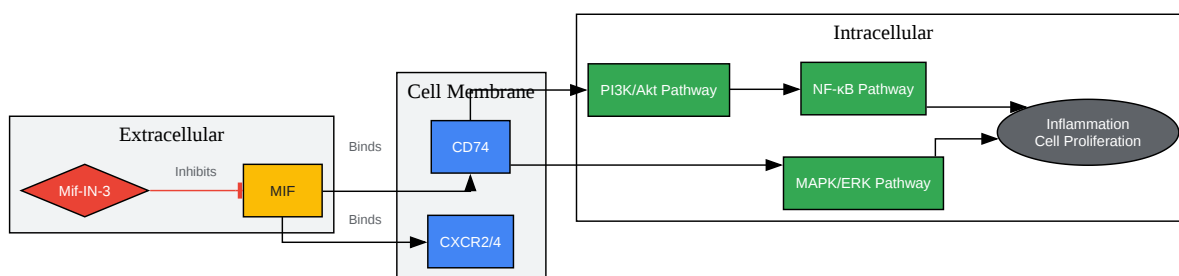 Extracellular
Mif-IN-3
Inhibits
MIF
Binds
Binds
Cell Membrane
CD74
CXCR2/4
Intracellular
PI3K/Akt Pathway
NF-κB Pathway
MAPK/ERK Pathway
Inflammation
Cell Proliferation